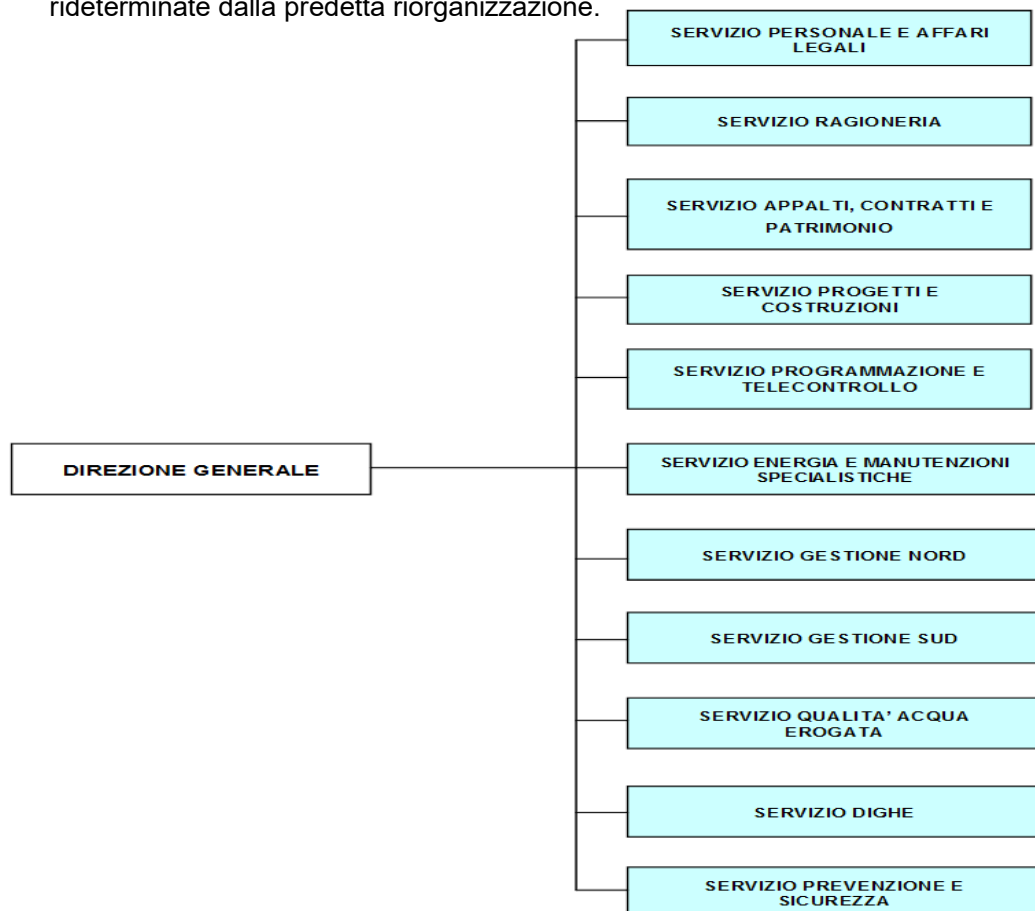 rideterminate dalla predetta riorganizzazione.
SERVIZIO PERSONALE E AFFARI
LEGALI
SERVIZIO RAGIONERIA
SERVIZIO APPALTI, CONTRATTI E
PATRIMONIO
SERVIZIO PROGETTI E
COSTRUZIONI
SERVIZIO PROGRAMMAZIONE E
TELECONTROLLO
DIREZIONE GENERALE
SERVIZIO ENERGIA E MANUTENZIONI
SPECIALISTICHE
SERVIZIO GESTIONE NORD
SERVIZIO GESTIONE SUD
SERVIZIO QUALITA’ ACQUA
EROGATA
SERVIZIO DIGHE
SERVIZIO PREVENZIONE E
SICUREZZA